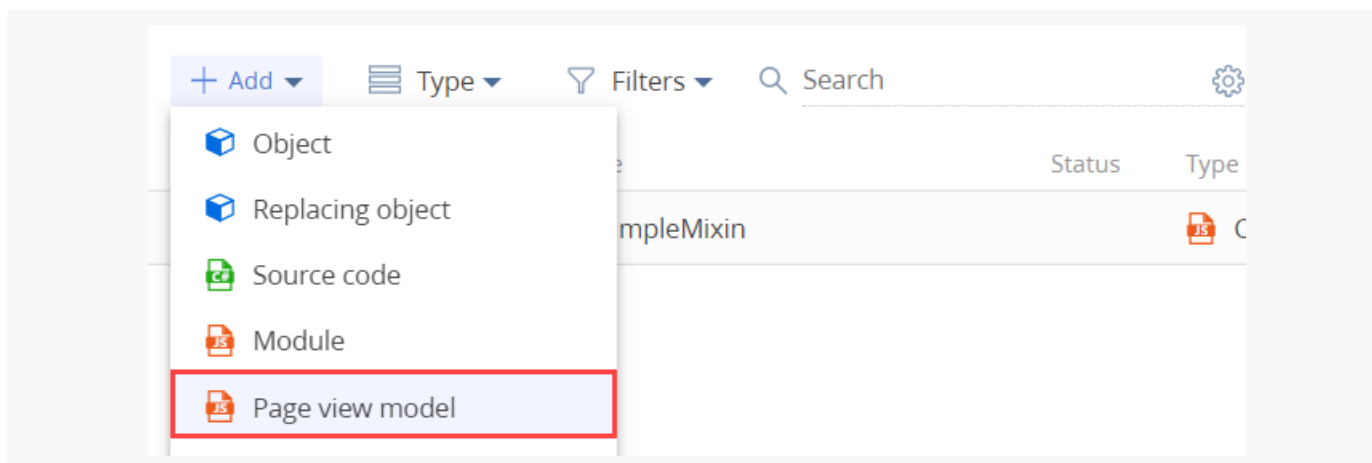 + Add Type Filters Search
Object
Status Type
Replacing object
mpleMixin
Source code
Module
Page view model